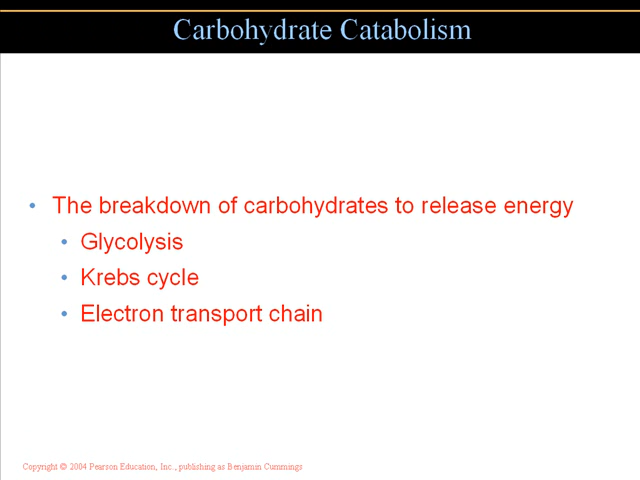 Carbohydrate Catabolism
• The breakdown of carbohydrates to release energy
• Glycolysis
• Krebs cycle
• Electron transport chain
Copyright © 2004 Pearson Education, Inc., publishing as Benjamin Cummings